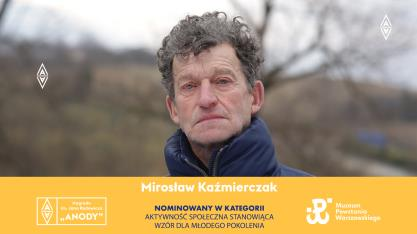 Mirosław Kaźmierczak
NOMINOWANY W KATEGORII
AKTYWNOŚĆ SPOŁECZNA STANOWIĄCA
WZÓR DLA MŁODEGO POKOLENIA
Nagroda
im. Jana Rodowicza
„ANODY”
Muzeum
Powstania
Warszawskiego